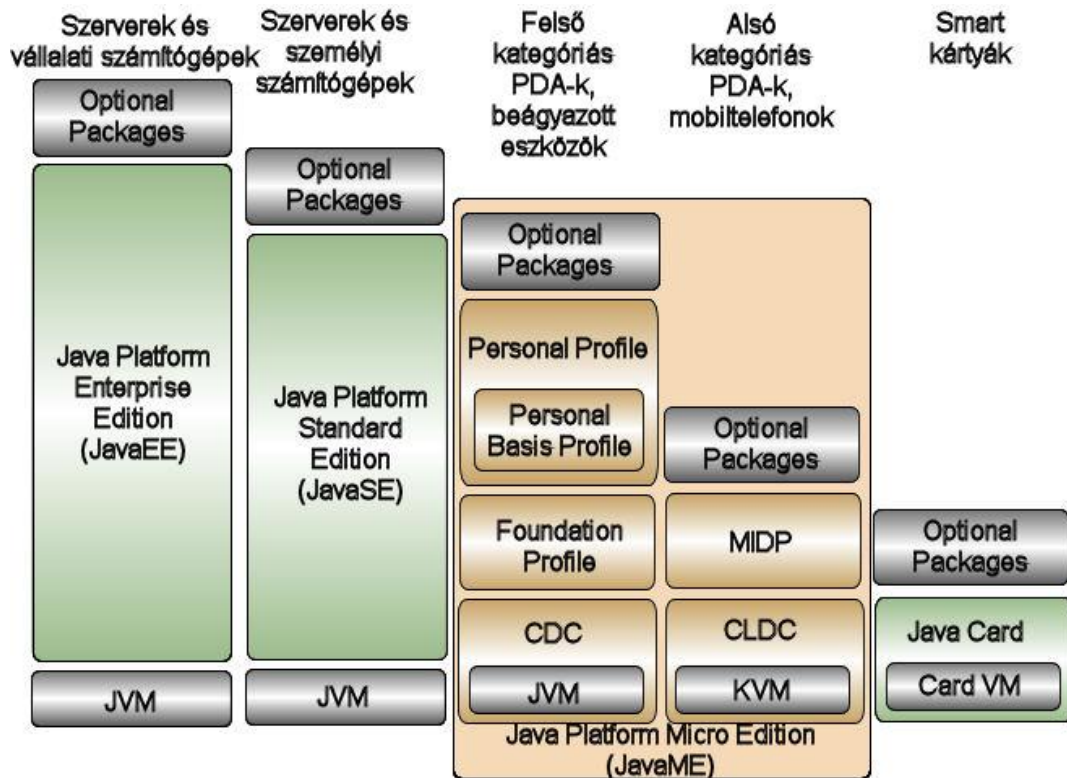 Szerverek és
vállalati számítógépek
Optional
Packages
Java Platform
Enterprise
Edition
(JavaEE)
JVM
Szerverek és
személyi
számítógépek
Optional
Packages
Java Platform
Standard
Edition
(JavaSE)
JVM
Felső
kategóriás
PDA-k,
beágyazott
eszközök
Optional
Packages
Personal Profile
Personal
Basis Profile
Foundation
Profile
CDC
JVM
Alsó
kategóriás
PDA-k,
mobiltelefonok
Optional
Packages
MIDP
CLDC
KVM
Java Platform Micro Edition
(JavaME)
Smart
kártyák
Optional
Packages
Java Card
Card VM